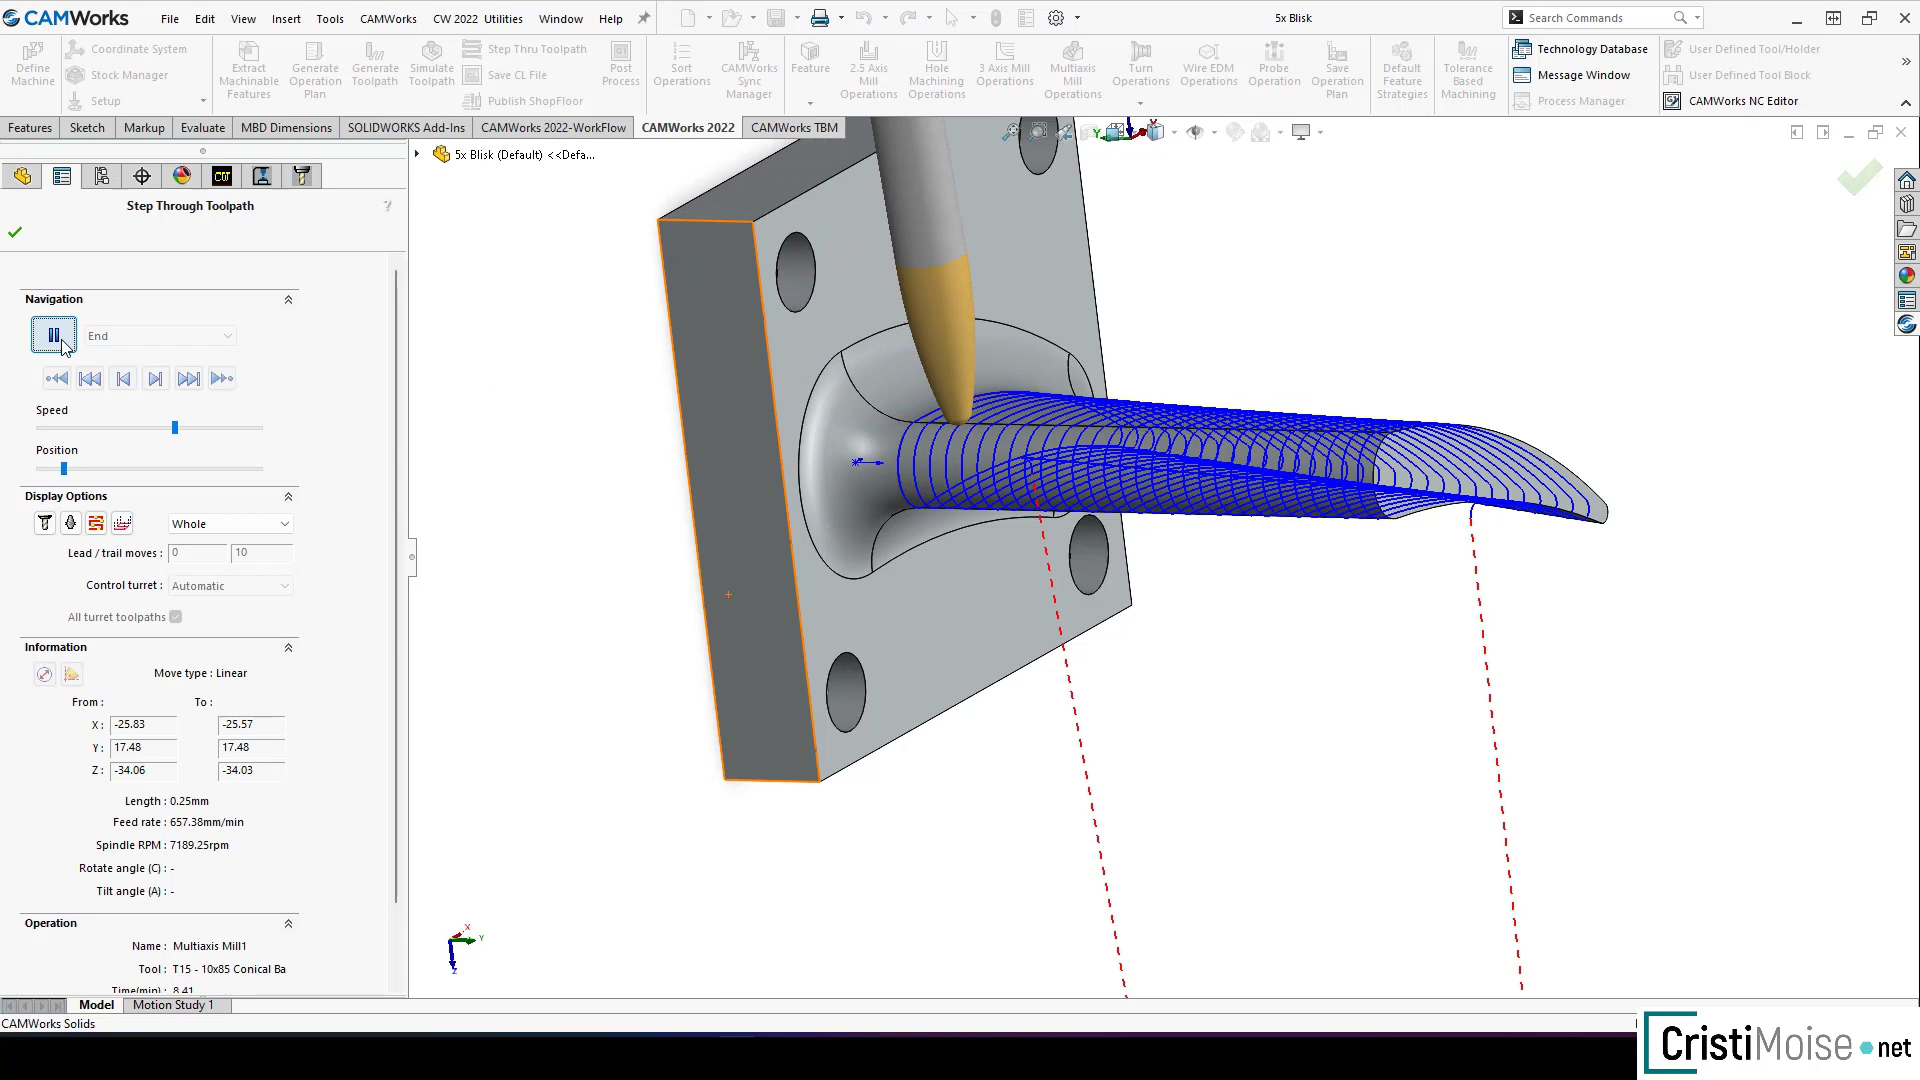 CAMWorks File Edit View Insert Tools CAMWorks CW 2022 Utilities Window Help 5x Blisk Search Commands
Define Machine
Coordinate System
Stock Manager
Setup
Extract Machinable Features
Generate Operation Plan
Generate Toolpath
Simulate Toolpath
Step Thru Toolpath
Save CL File
Publish ShopFloor
Post Process
Sort Operations
CAMWorks Sync Manager
Feature
2.5 Axis Mill Operations
Hole Machining Operations
3 Axis Mill Operations
Multiaxis Mill Operations
Turn Operations
Wire EDM Operations
Probe Operation
Save Operation Plan
Default Feature Strategies
Tolerance Based Machining
Technology Database
Message Window
Process Manager
User Defined Tool/Holder
User Defined Tool Block
CAMWorks NC Editor
Features Sketch Markup Evaluate MBD Dimensions SOLIDWORKS Add-Ins CAMWorks 2022-WorkFlow CAMWorks 2022 CAMWorks TBM
5x Blisk (Default) <<Defa...
Step Through Toolpath
Navigation
End
Speed
Position
Display Options
Whole
Lead / trail moves : 0 10
Control turret : Automatic
All turret toolpaths
Information
Move type : Linear
From : To :
X : -25.83 -25.57
Y : 17.48 17.48
Z : -34.06 -34.03
Length : 0.25mm
Feed rate : 657.38mm/min
Spindle RPM : 7189.25rpm
Rotate angle (C) : -
Tilt angle (A) : -
Operation
Name : Multiaxis Mill1
Tool : T15 - 10x85 Conical Ba
Time(min) : 8.41
X
Y
Z
Model Motion Study 1
CAMWorks Solids
CristiMoise.net